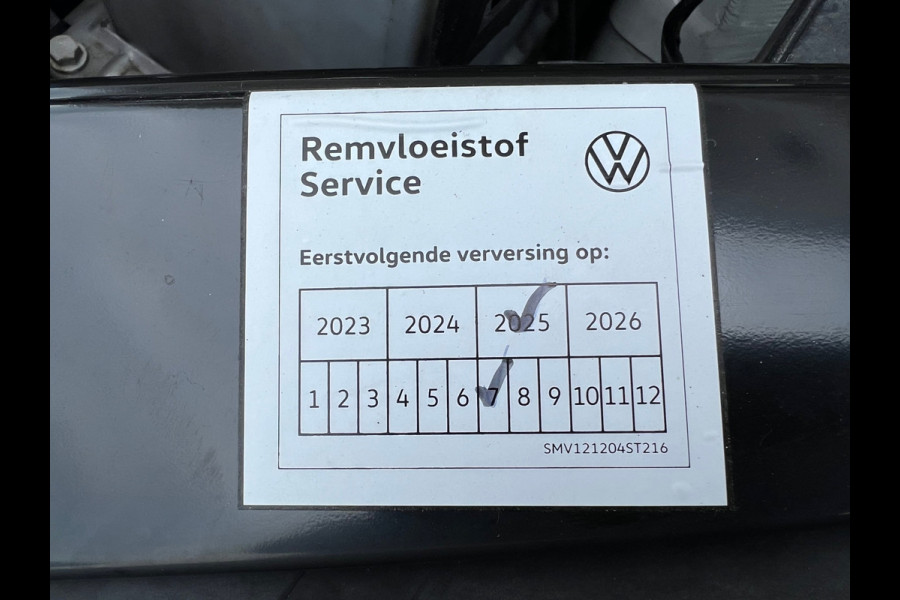 Remvloeistof
Service
Eerstvolgende verversing op:
2023 2024 2025 2026
1 2 3 4 5 6 7 8 9 10 11 12
SMV121204ST216